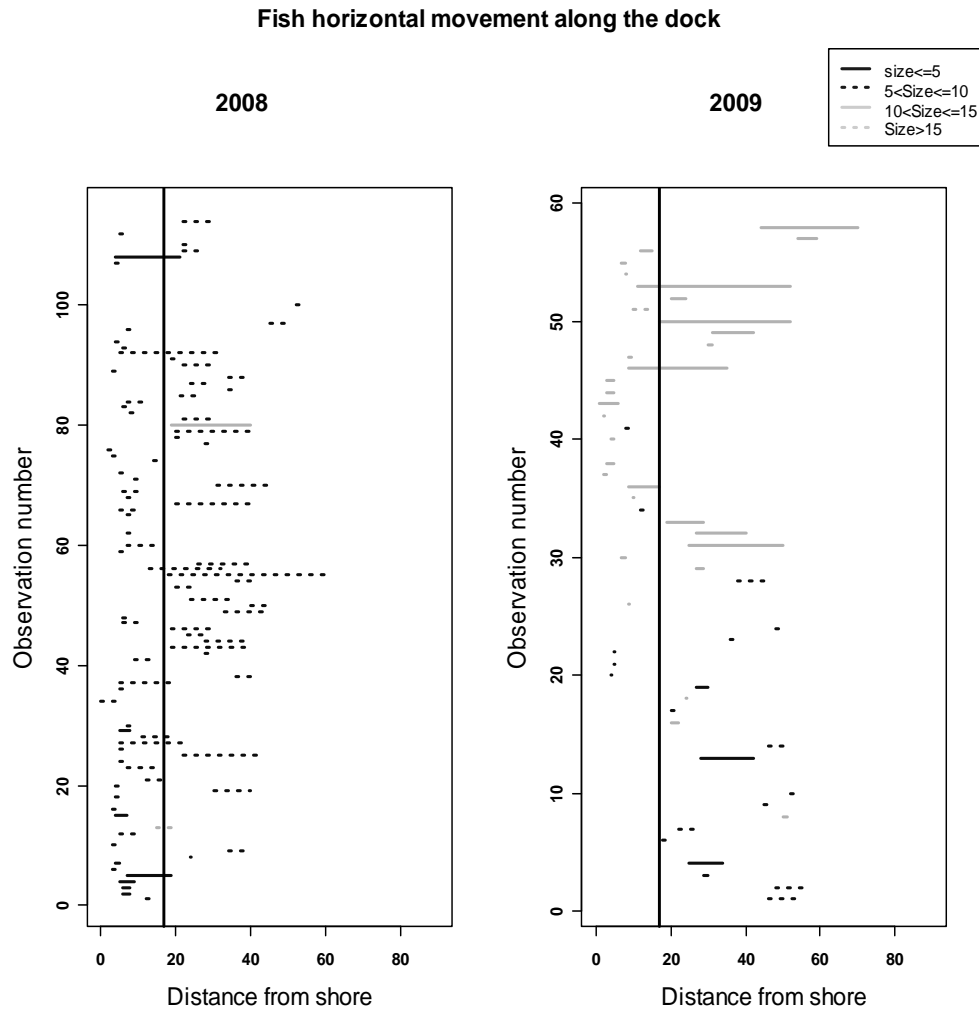 Fish horizontal movement along the dock
size<=5
5<Size<=10
10<Size<=15
Size>15
2008
2009
Observation number
0
20
40
60
80
100
0
20
40
60
80
Distance from shore
Observation number
0
10
20
30
40
50
60
0
20
40
60
80
Distance from shore